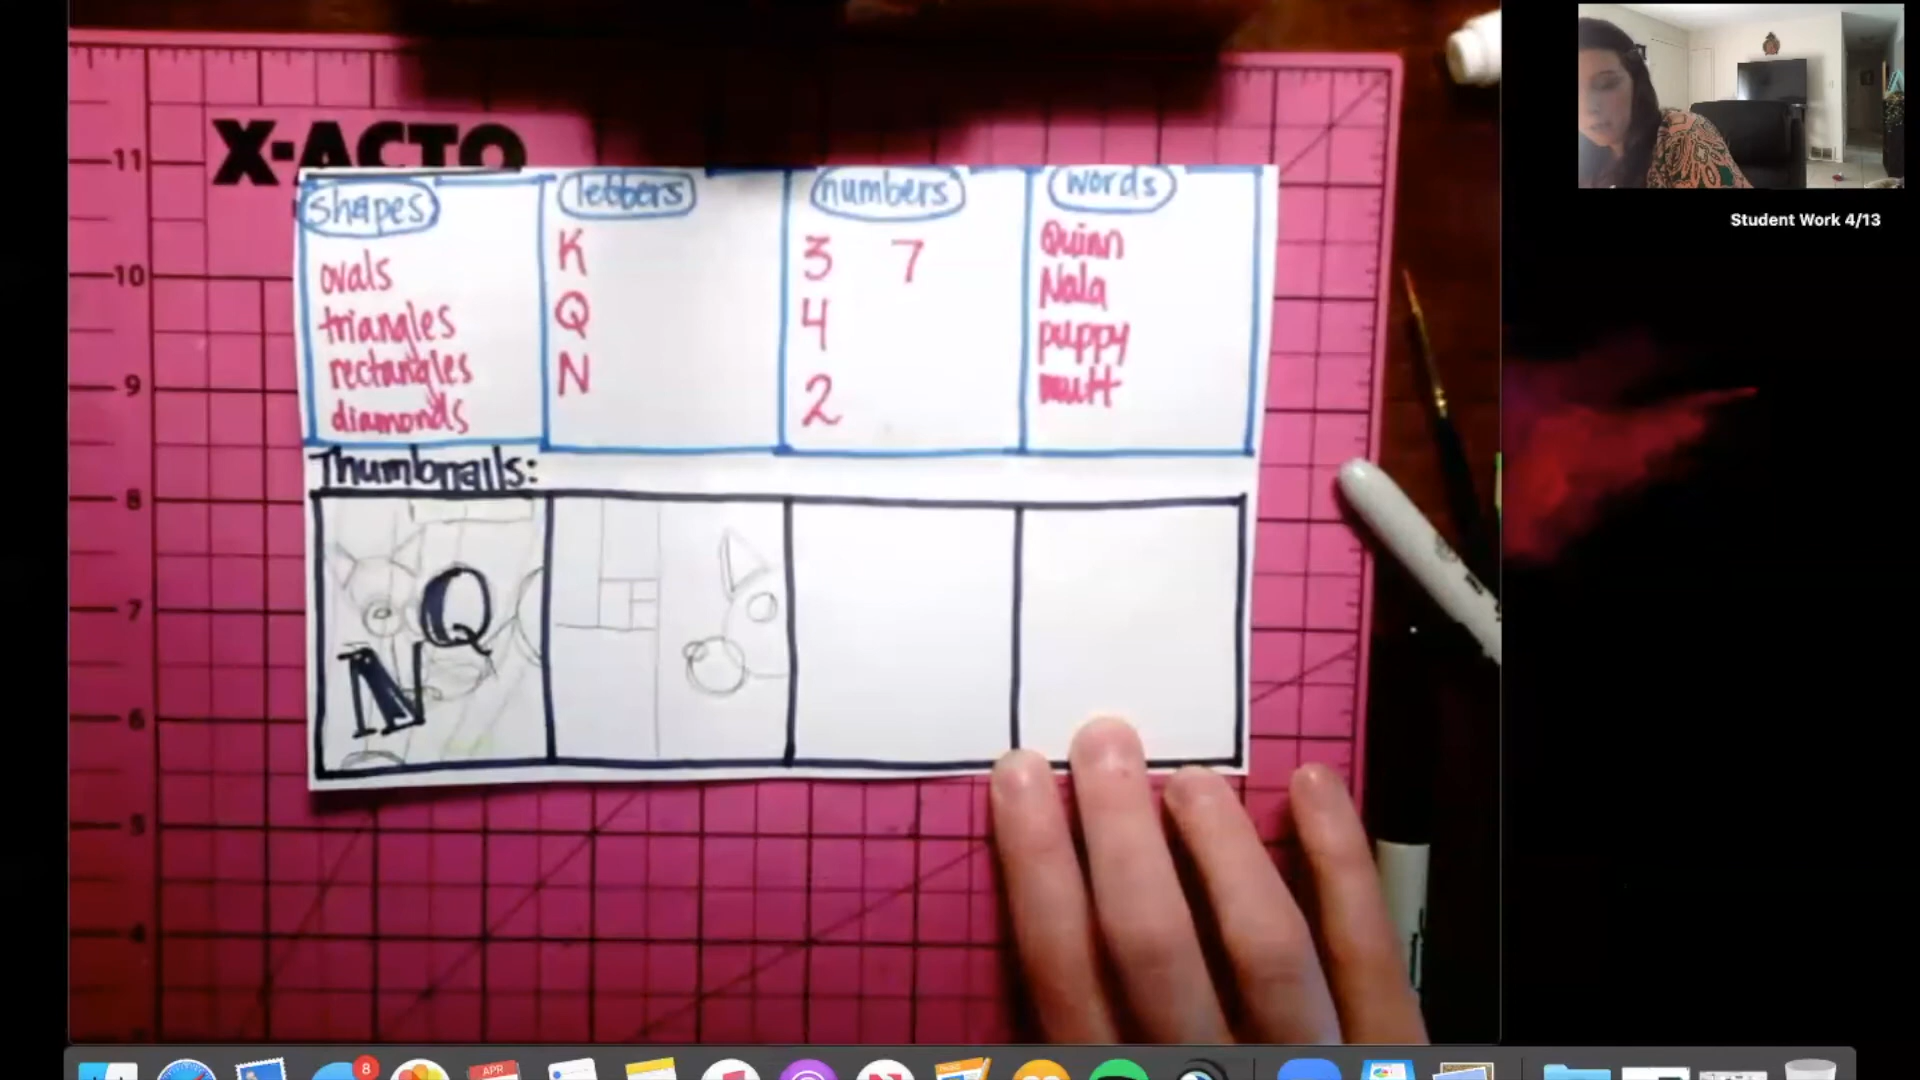 X-ACTO
11
10
9
8
7
6
5
4
shapes
ovals
triangles
rectangles
diamonds
letters
K
Q
N
numbers
3 7
4
2
words
Quinn
Nala
puppy
mutt
Thumbnails:
Q
N
Student Work 4/13
8
APR